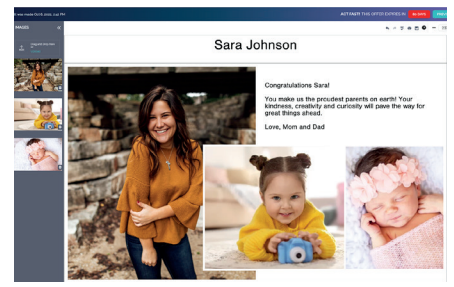 ACT FAST! THIS OFFER EXPIRES IN
IMAGES
Sara Johnson
Congratulations Sara!
You make us the proudest parents on earth! Your
kindness, creativity and curiosity will pave the way for
great things ahead.
Love, Mom and Dad